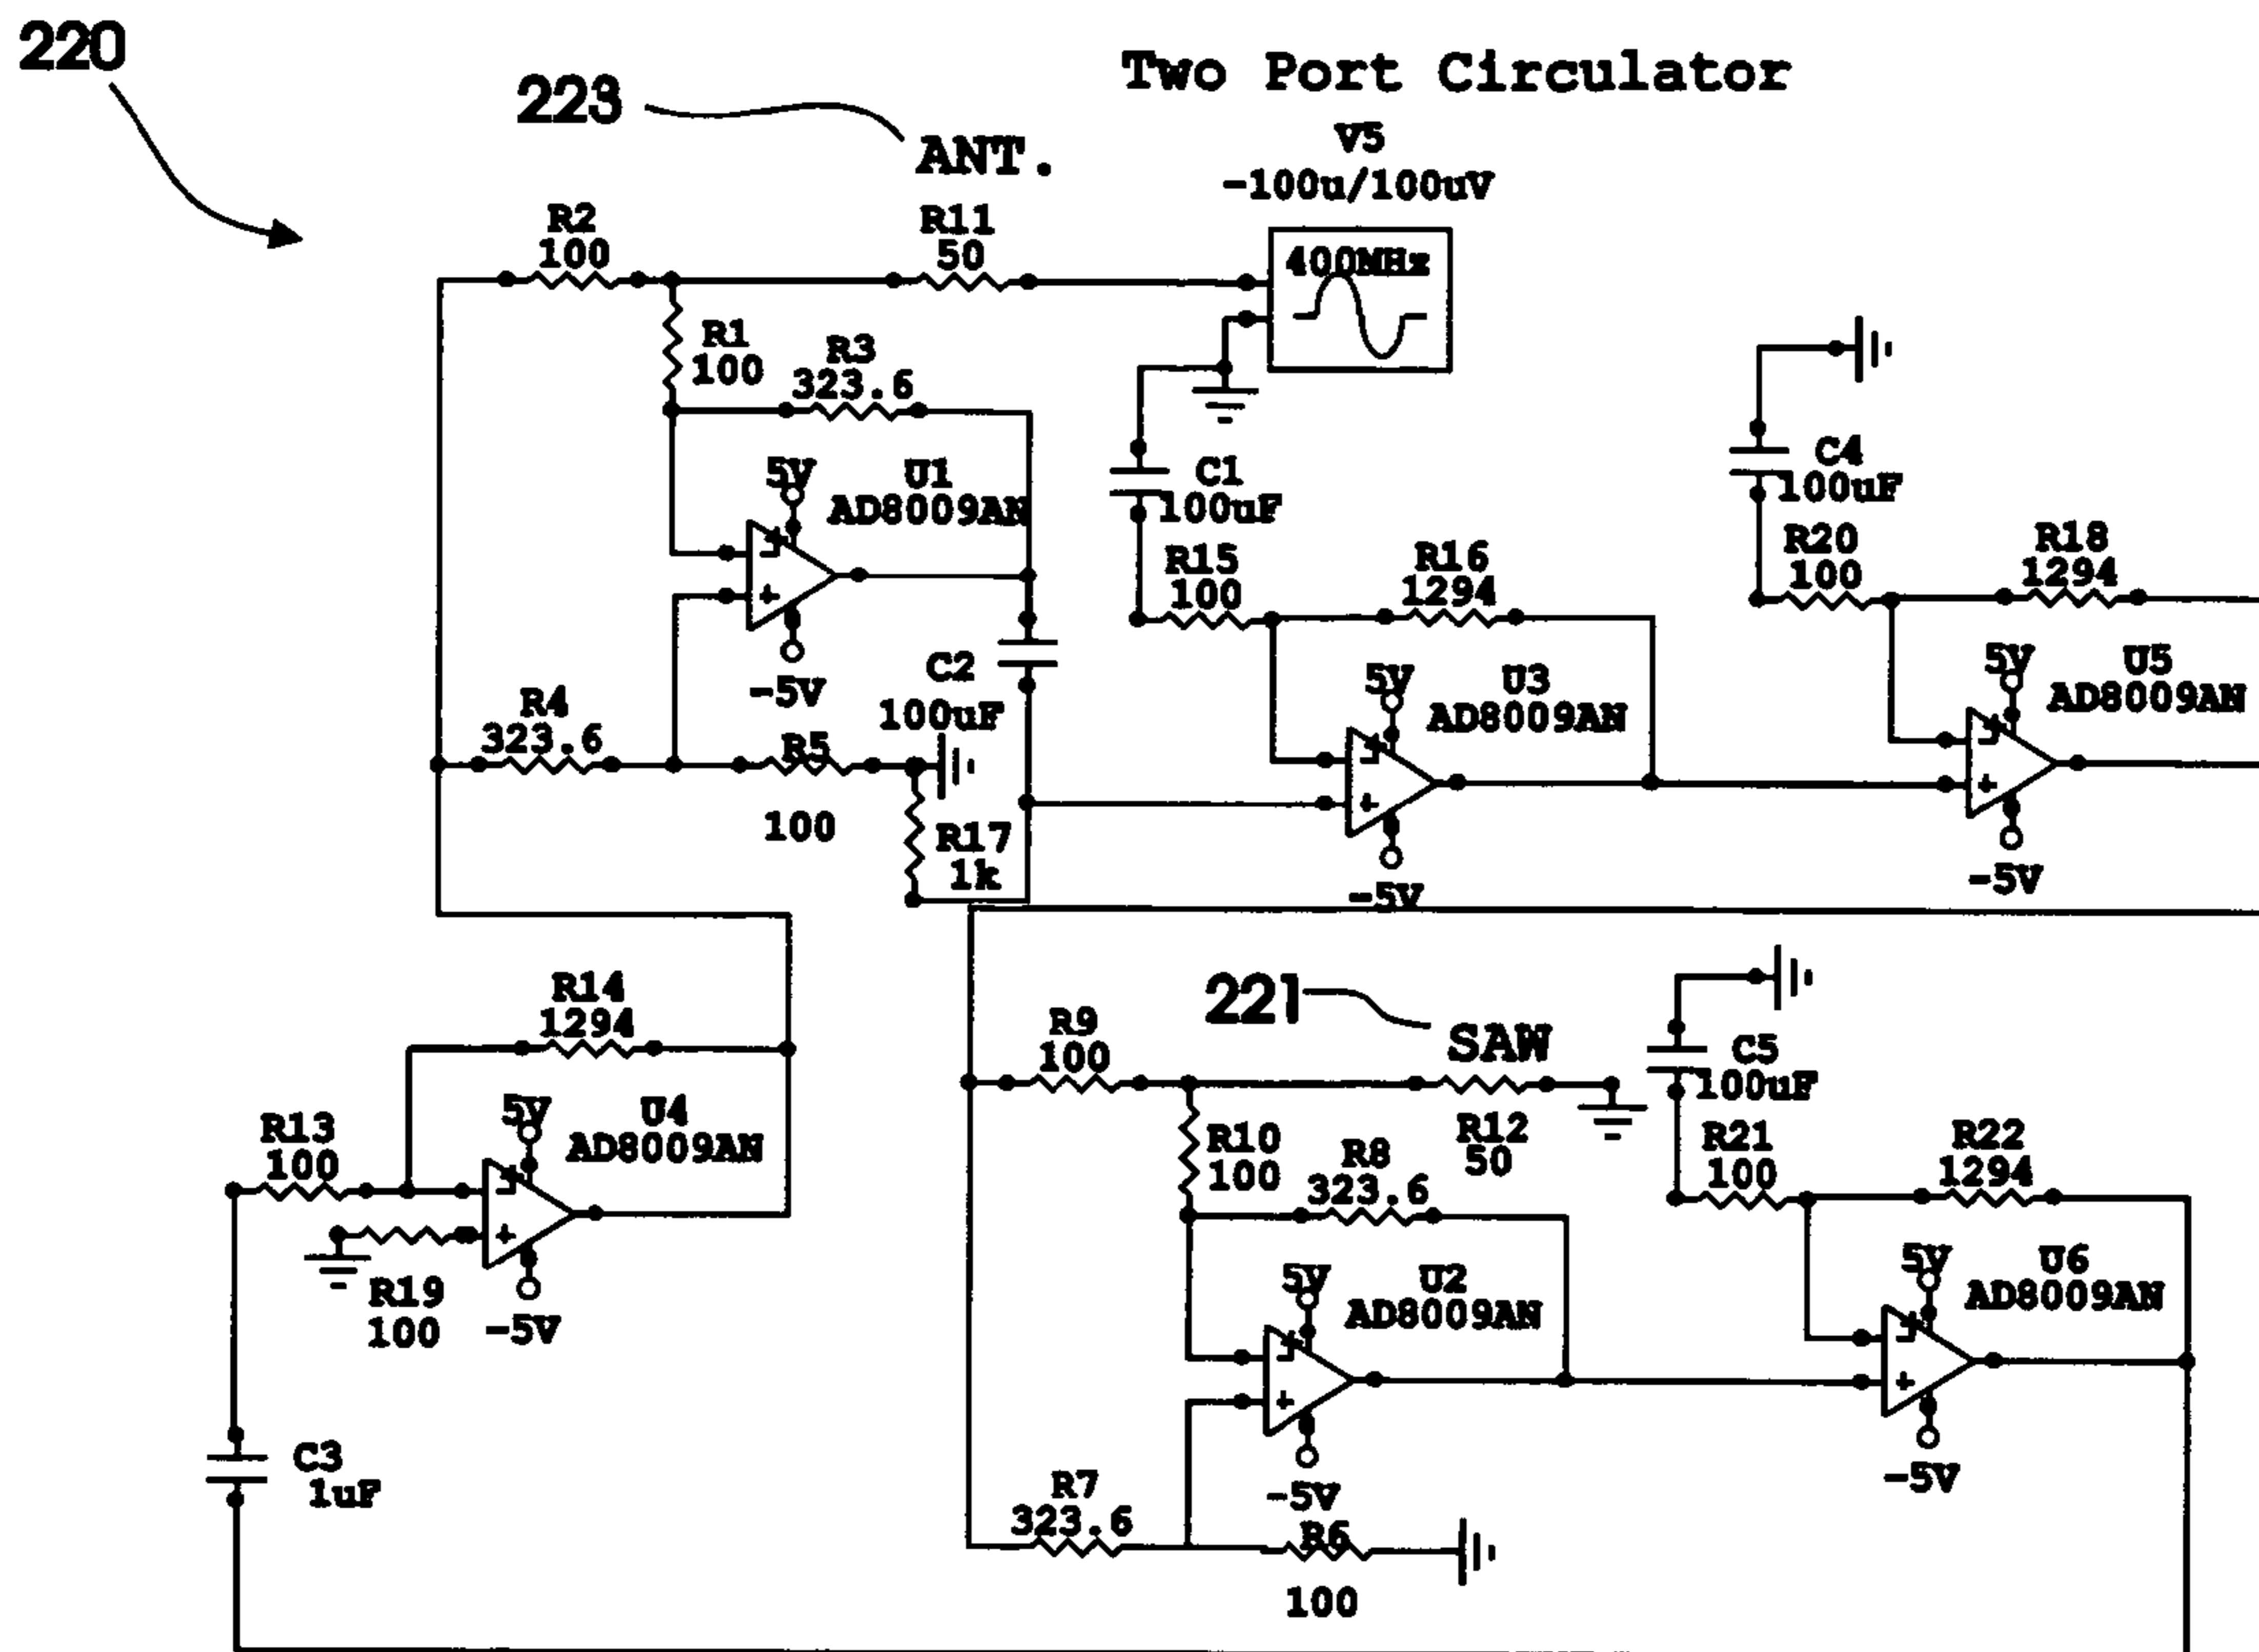 220
223
ANT.
Two Port Circulator
V5
-100u/100uV
400MHz
R2
100
R11
50
R1
100
R3
323.6
5V
U1
AD8009AN
+
-5V
C1
100uF
C4
100uF
R15
100
R16
1294
R20
100
R18
1294
C2
100uF
R4
323.6
R5
100
R17
1k
5V
U3
AD8009AN
+
-5V
5V
U5
AD8009AN
+
-5V
R14
1294
R13
100
5V
U4
AD8009AN
+
-5V
R19
100
C3
1uF
221
SAW
R9
100
R12
50
R10
100
R8
323.6
C5
100uF
R21
100
R22
1294
5V
U2
AD8009AN
+
-5V
5V
U6
AD8009AN
+
-5V
R7
323.6
R6
100